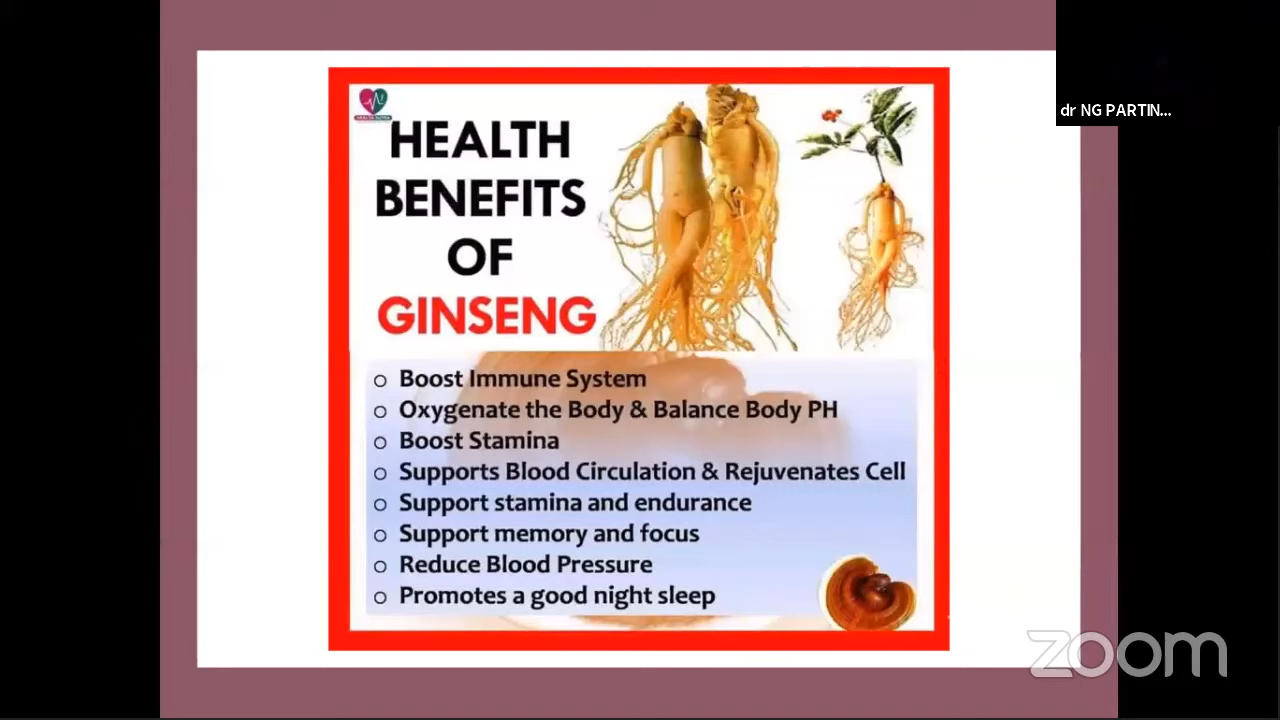 dr NG PARTIN...
HEALTH
BENEFITS
OF
GINSENG
Boost Immune System
Oxygenate the Body & Balance Body PH
Boost Stamina
Supports Blood Circulation & Rejuvenates Cell
Support stamina and endurance
Support memory and focus
Reduce Blood Pressure
Promotes a good night sleep
zoom